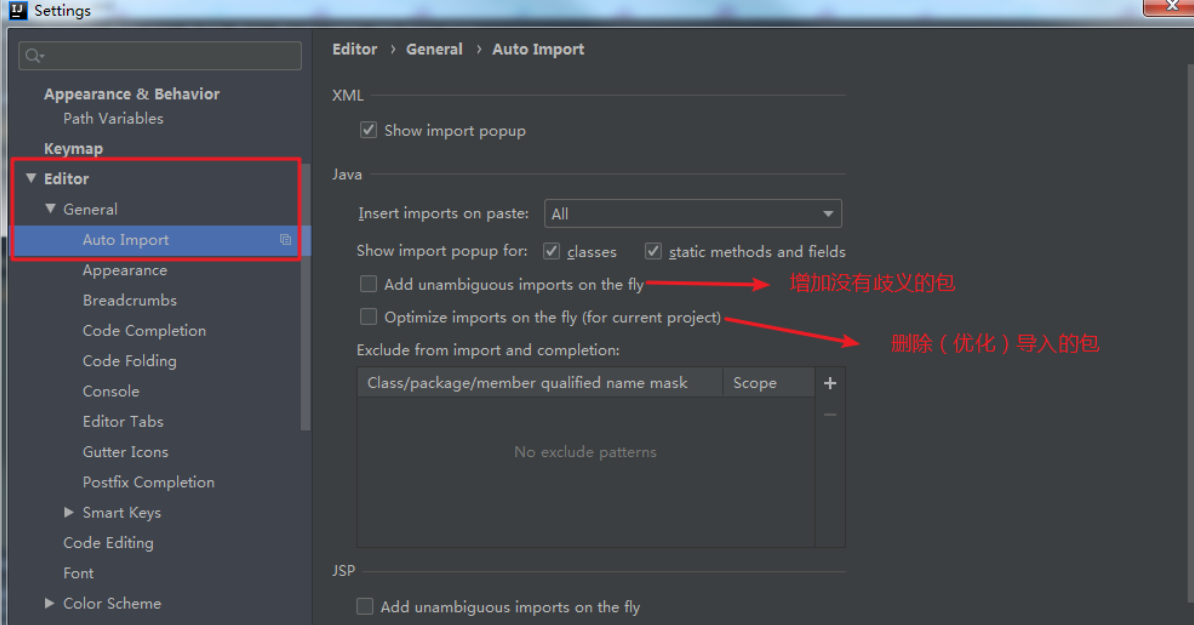 IJ Settings
Appearance & Behavior
Path Variables
Keymap
Editor
General
Auto Import
Appearance
Breadcrumbs
Code Completion
Code Folding
Console
Editor Tabs
Gutter Icons
Postfix Completion
Smart Keys
Code Editing
Font
Color Scheme
Editor › General › Auto Import
XML
Show import popup
Java
Insert imports on paste: All
Show import popup for: classes static methods and fields
Add unambiguous imports on the fly 增加没有歧义的包
Optimize imports on the fly (for current project) 删除（优化）导入的包
Exclude from import and completion:
Class/package/member qualified name mask Scope
No exclude patterns
JSP
Add unambiguous imports on the fly